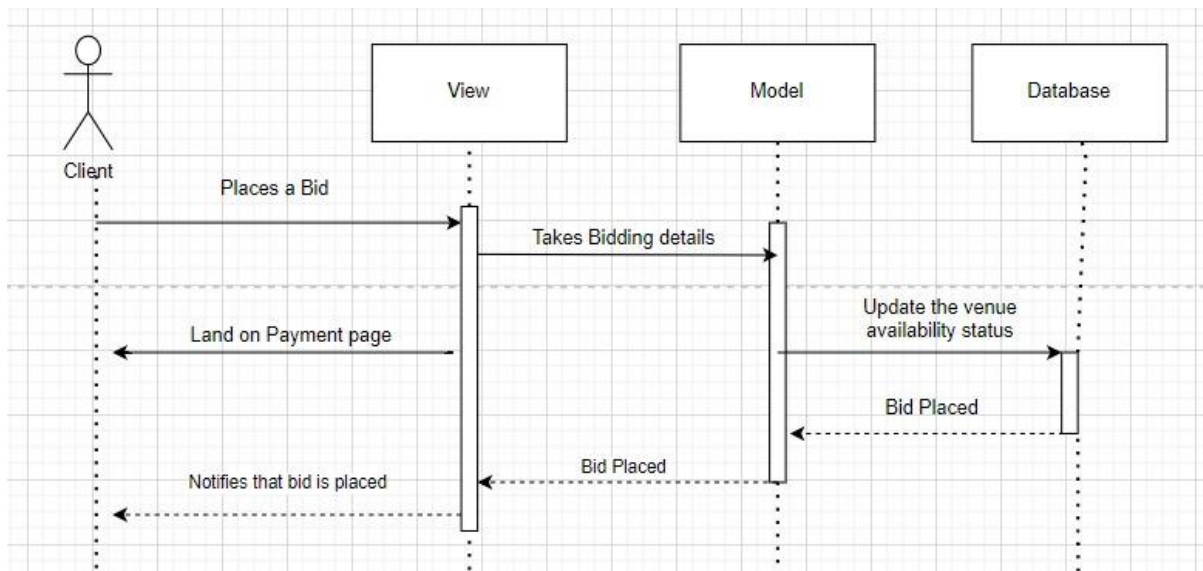 View
Model
Database
Client
Places a Bid
Takes Bidding details
Update the venue
availability status
Land on Payment page
Bid Placed
Bid Placed
Notifies that bid is placed